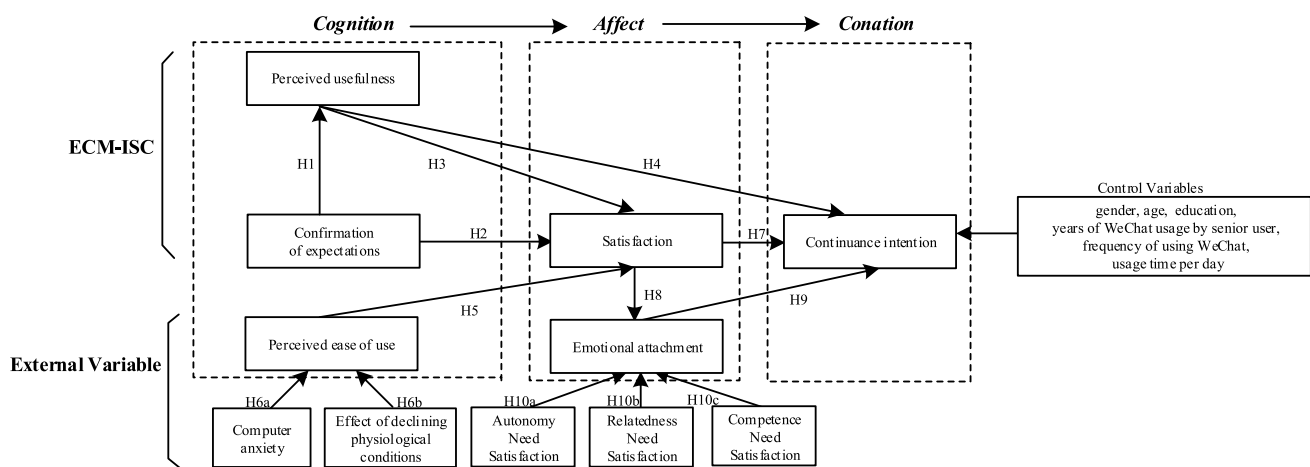 Cognition
Affect
Conation
ECM-ISC
Perceived usefulness
H1
H3
H4
Confirmation
of expectations
H2
Satisfaction
H7
Continuance intention
Control Variables
gender, age, education,
years of WeChat usage by senior user,
frequency of using WeChat,
usage time per day
H5
H8
H9
External Variable
Perceived ease of use
Emotional attachment
H6a
H6b
H10a
H10b
H10c
Computer
anxiety
Effect of declining
physiological
conditions
Autonomy
Need
Satisfaction
Relatedness
Need
Satisfaction
Competence
Need
Satisfaction